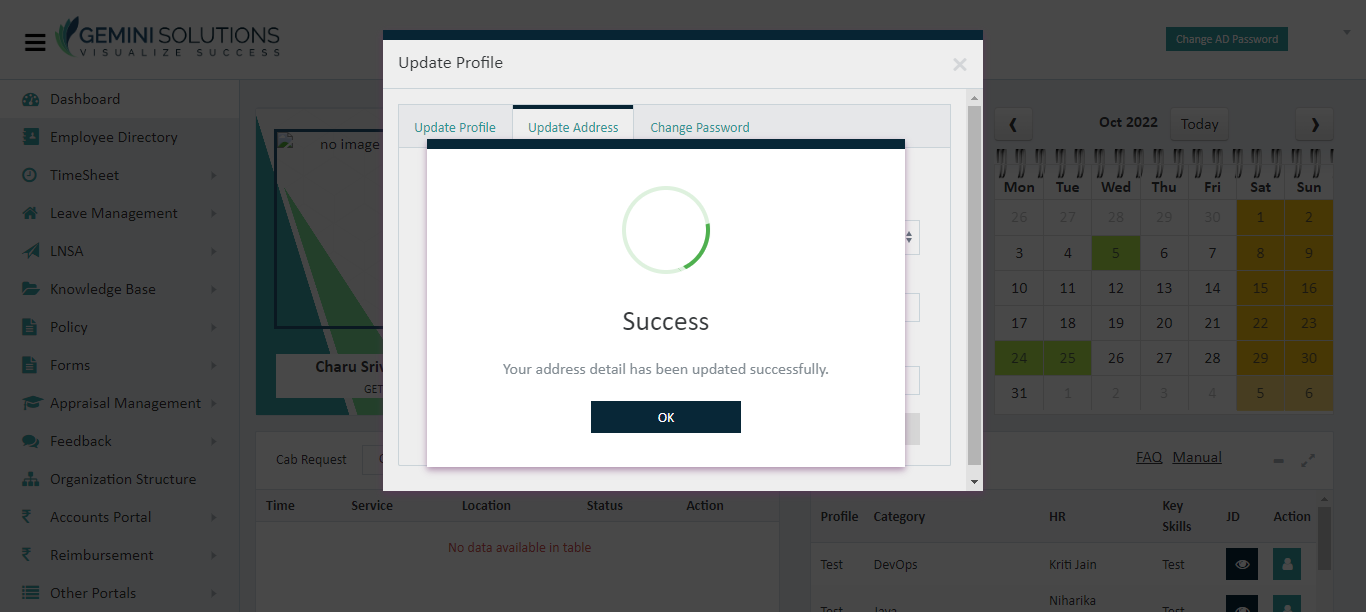 GEMINI SOLUTIONS
VISUALIZE SUCCESS
Change AD Password
Dashboard
Employee Directory
TimeSheet
Leave Management
LNSA
Knowledge Base
Policy
Forms
Appraisal Management
Feedback
Organization Structure
Accounts Portal
Reimbursement
Other Portals
no image
Charu Sriv
GET
Update Profile
×
Update Profile Update Address Change Password
Success
Your address detail has been updated successfully.
OK
Oct 2022 Today
Mon Tue Wed Thu Fri Sat Sun
26 27 28 29 30 1 2
3 4 5 6 7 8 9
10 11 12 13 14 15 16
17 18 19 20 21 22 23
24 25 26 27 28 29 30
31 1 2 3 4 5 6
Cab Request
Time Service Location Status Action
No data available in table
FAQ Manual
Profile Category HR Key Skills JD Action
Test DevOps Kriti Jain Test
Test Java Niharika Test